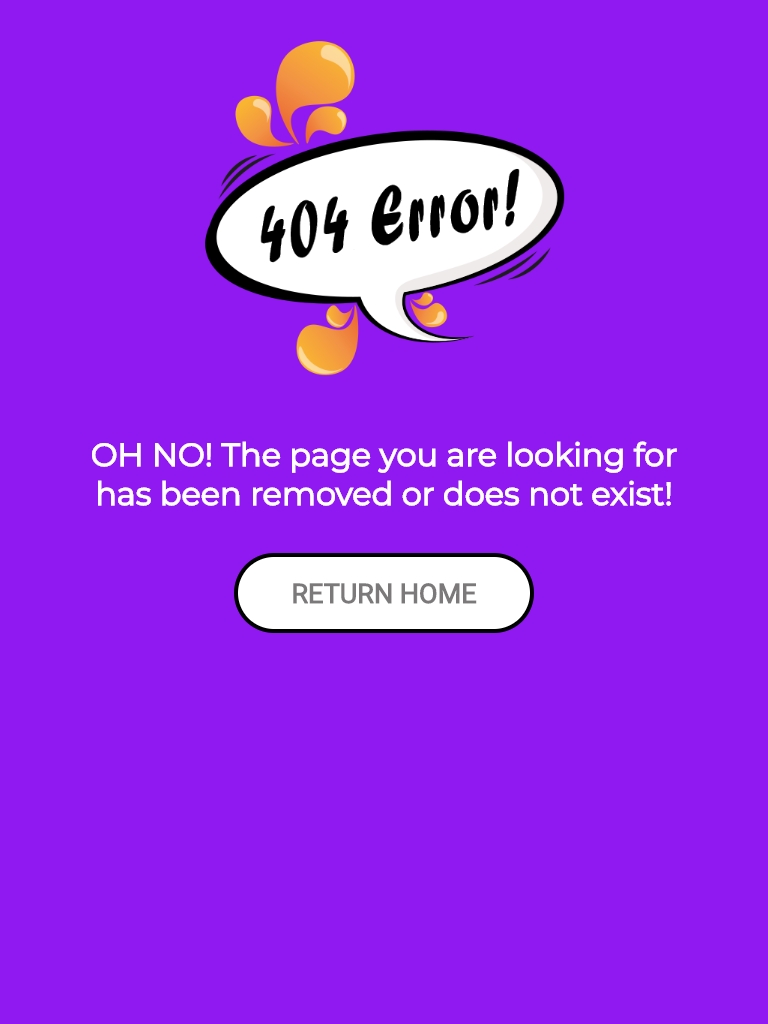 404 Error!
OH NO! The page you are looking for
has been removed or does not exist!
RETURN HOME